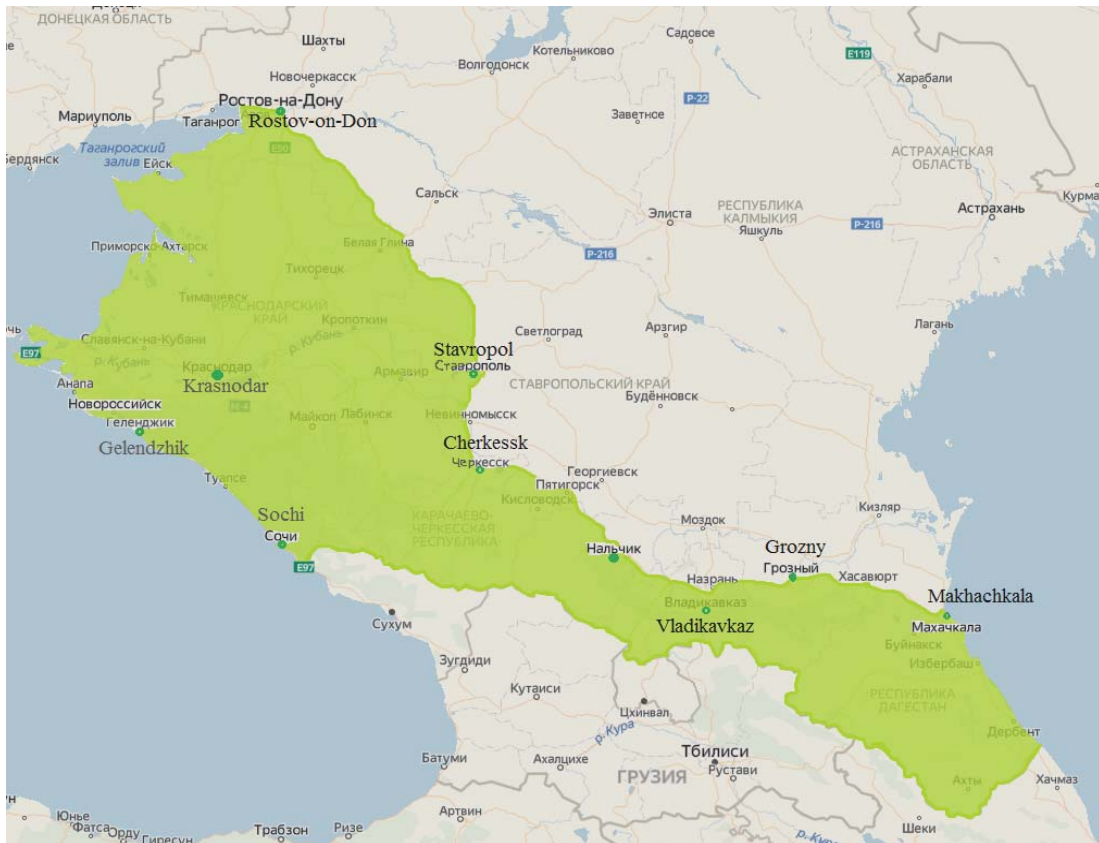 ДОНЕЦКАЯ ОБЛАСТЬ
Шахты
Садовое
Котельниково
Волгодонск
E119
Харабали
Новочеркасск
Ростов-на-Дону
Р-22
Мариуполь
Таганрог
Rostov-on-Don
Заветное
Таганрогский
залив
E50
АСТРАХАНСКАЯ
ОБЛАСТЬ
Бердянск
Ейск
Сальск
Элиста
РЕСПУБЛИКА
КАЛМЫКИЯ
Яшкуль
Р-216
Астрахань
Р-216
Приморско-Ахтарск
Белая Глина
Тихорецк
Тимашевск
КРАСНОДАРСКИЙ
КРАЙ
Кропоткин
р. Кубань
Светлоград
Арзгир
Лагань
Славянск-на-Кубани
E97
р. Кубань
Краснодар
Krasnodar
Армавир
Stavropol
Ставрополь
СТАВРОПОЛЬСКИЙ КРАЙ
Будённовск
Анапа
Новороссийск
М-4
Геленджик
Gelendzhik
Майкоп
Лабинск
Невинномысск
Cherkessk
Черкесск
Георгиевск
Пятигорск
Кисловодск
Туапсе
КАРАЧАЕВО-
ЧЕРКЕССКАЯ
РЕСПУБЛИКА
Кизляр
Sochi
Сочи
E97
Моздок
Нальчик
Grozny
Грозный
Назрань
Хасавюрт
Makhachkala
Махачкала
Владикавказ
Vladikavkaz
Сухум
Буйнакск
Избербаш
Зугдиди
Кутаиси
Цхинвал
РЕСПУБЛИКА
ДАГЕСТАН
Дербент
р. Кура
Батуми
Ахалцихе
Тбилиси
ГРУЗИЯ
Рустави
Ахты
Хачмаз
Артвин
Юнье
Фатса
Орду
Гиресун
Трабзон
Ризе
Шеки
р. Кура